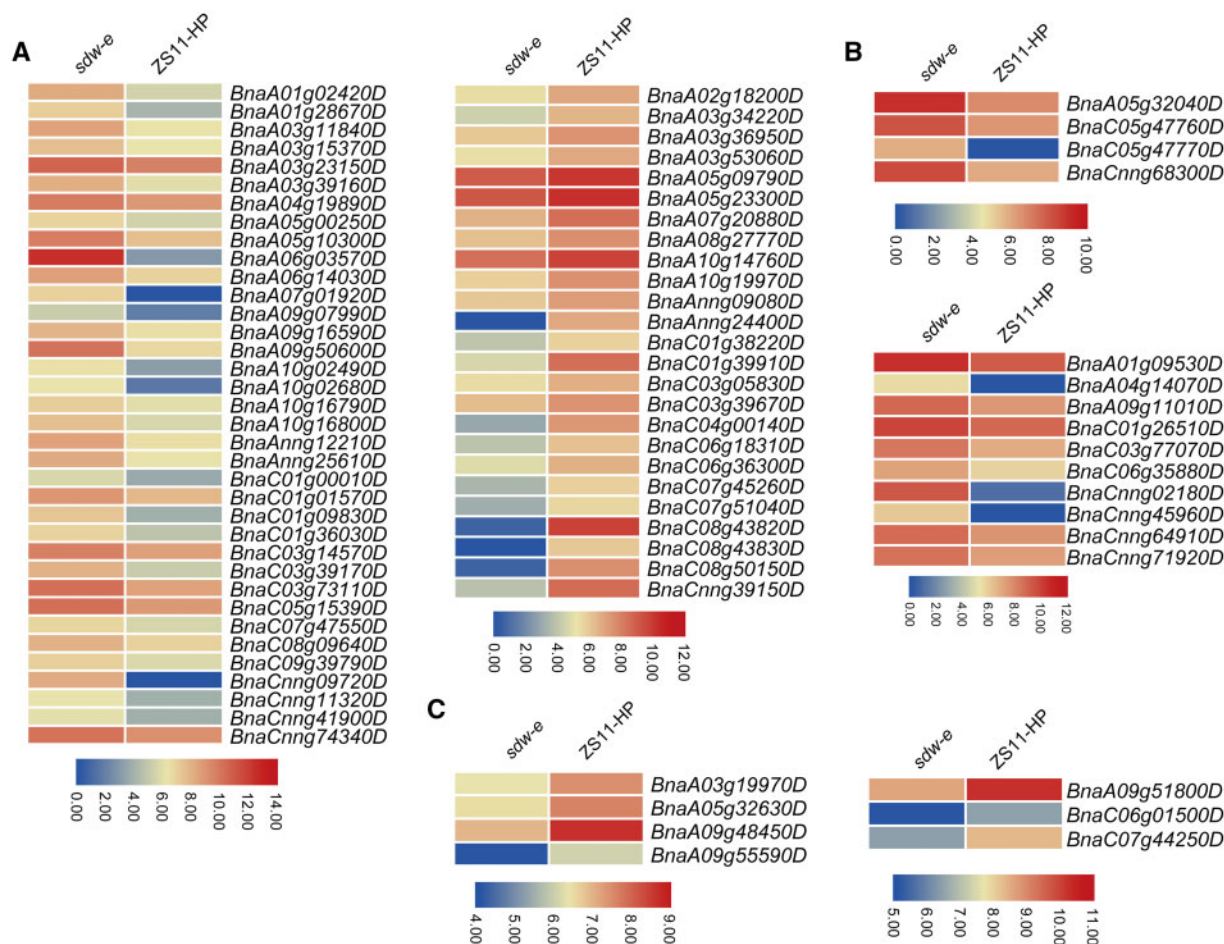 A
sdw-e ZS11-HP
BnaA01g02420D
BnaA01g28670D
BnaA03g11840D
BnaA03g15370D
BnaA03g23150D
BnaA03g39160D
BnaA04g19890D
BnaA05g00250D
BnaA05g10300D
BnaA06g03570D
BnaA06g14030D
BnaA07g01920D
BnaA09g07990D
BnaA09g16590D
BnaA09g50600D
BnaA10g02490D
BnaA10g02680D
BnaA10g16790D
BnaA10g16800D
BnaAnng12210D
BnaAnng25610D
BnaC01g00010D
BnaC01g01570D
BnaC01g09830D
BnaC01g36030D
BnaC03g14570D
BnaC03g39170D
BnaC03g73110D
BnaC05g15390D
BnaC07g47550D
BnaC08g09640D
BnaC09g39790D
BnaCnng09720D
BnaCnng11320D
BnaCnng41900D
BnaCnng74340D
0.00 2.00 4.00 6.00 8.00 10.00 12.00 14.00
sdw-e ZS11-HP
BnaA02g18200D
BnaA03g34220D
BnaA03g36950D
BnaA03g53060D
BnaA05g09790D
BnaA05g23300D
BnaA07g20880D
BnaA08g27770D
BnaA10g14760D
BnaA10g19970D
BnaAnng09080D
BnaAnng24400D
BnaC01g38220D
BnaC01g39910D
BnaC03g05830D
BnaC03g39670D
BnaC04g00140D
BnaC06g18310D
BnaC06g36300D
BnaC07g45260D
BnaC07g51040D
BnaC08g43820D
BnaC08g43830D
BnaC08g50150D
BnaCnng39150D
0.00 2.00 4.00 6.00 8.00 10.00 12.00
B
sdw-e ZS11-HP
BnaA05g32040D
BnaC05g47760D
BnaC05g47770D
BnaCnng68300D
0.00 2.00 4.00 6.00 8.00 10.00
sdw-e ZS11-HP
BnaA01g09530D
BnaA04g14070D
BnaA09g11010D
BnaC01g26510D
BnaC03g77070D
BnaC06g35880D
BnaCnng02180D
BnaCnng45960D
BnaCnng64910D
BnaCnng71920D
0.00 2.00 4.00 6.00 8.00 10.00 12.00
C
sdw-e ZS11-HP
BnaA03g19970D
BnaA05g32630D
BnaA09g48450D
BnaA09g55590D
4.00 5.00 6.00 7.00 8.00 9.00
sdw-e ZS11-HP
BnaA09g51800D
BnaC06g01500D
BnaC07g44250D
5.00 6.00 7.00 8.00 9.00 10.00 11.00